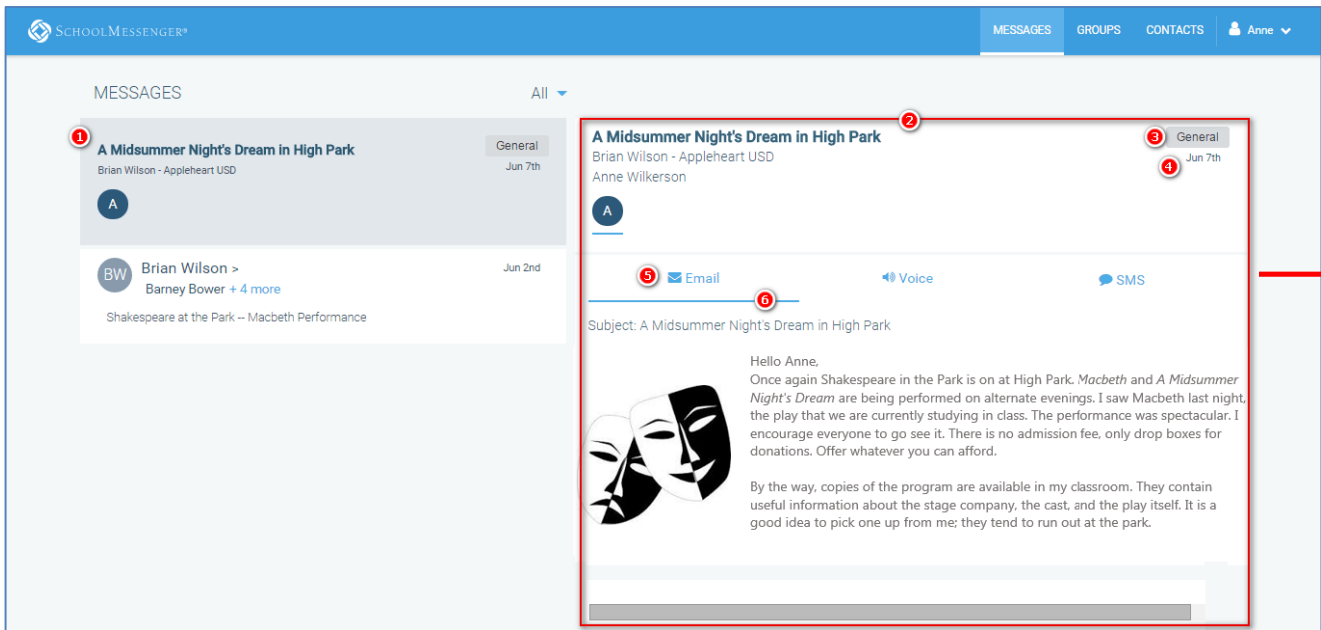 SCHOOLMESSENGER®
MESSAGES GROUPS CONTACTS Anne
MESSAGES All
1
A Midsummer Night's Dream in High Park General
Brian Wilson - Appleheart USD Jun 7th
A
BW Brian Wilson > Jun 2nd
Barney Bower + 4 more
Shakespeare at the Park -- Macbeth Performance
2
A Midsummer Night's Dream in High Park 3 General
Brian Wilson - Appleheart USD 4 Jun 7th
Anne Wilkerson
A
5 Email Voice SMS
6
Subject: A Midsummer Night's Dream in High Park
Hello Anne,
Once again Shakespeare in the Park is on at High Park. Macbeth and A Midsummer
Night's Dream are being performed on alternate evenings. I saw Macbeth last night,
the play that we are currently studying in class. The performance was spectacular. I
encourage everyone to go see it. There is no admission fee, only drop boxes for
donations. Offer whatever you can afford.
By the way, copies of the program are available in my classroom. They contain
useful information about the stage company, the cast, and the play itself. It is a
good idea to pick one up from me; they tend to run out at the park.